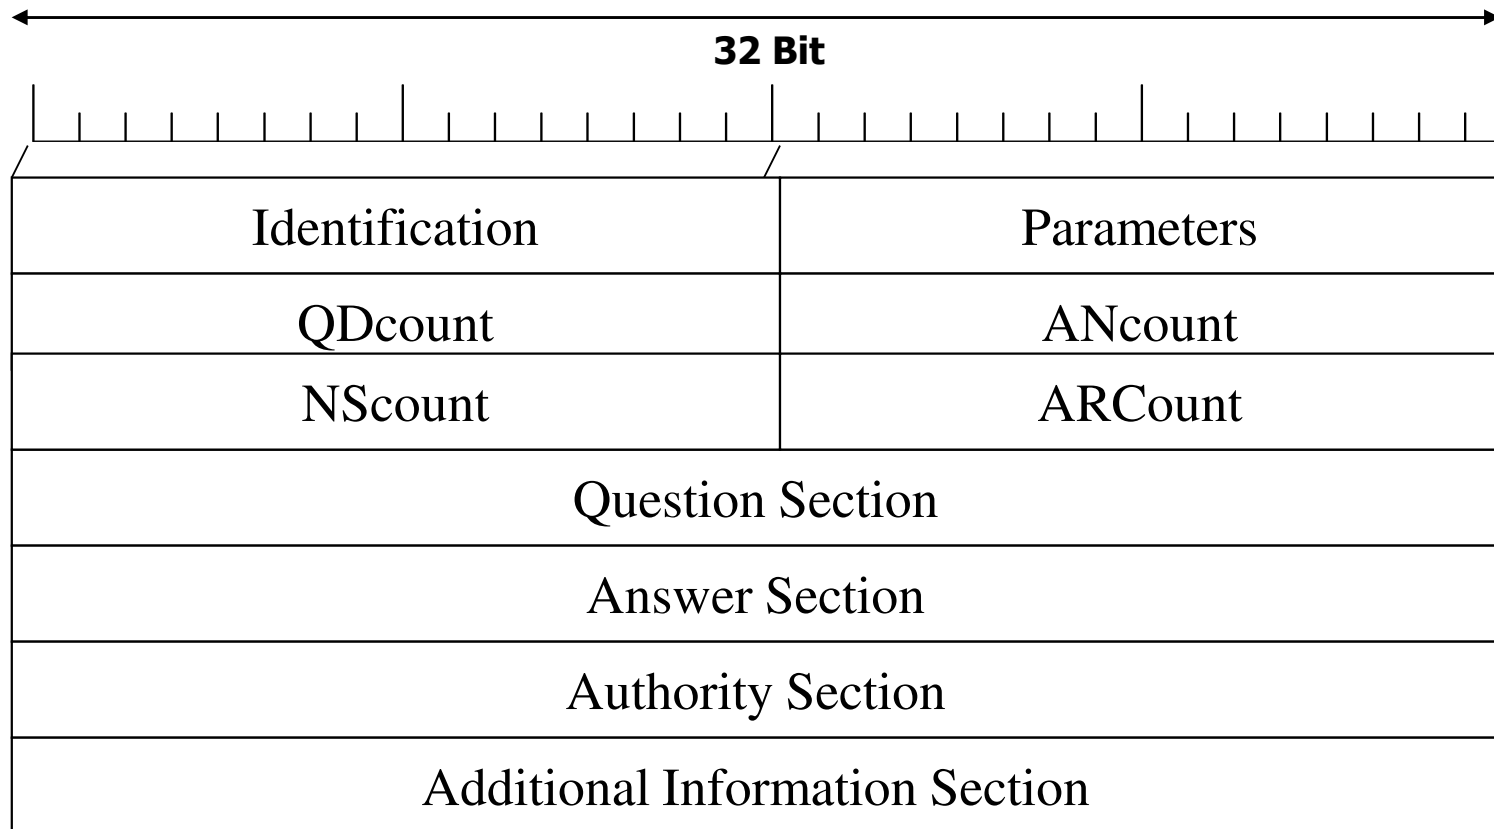 32 Bit
Identification Parameters
QDcount ANcount
NScount ARCount
Question Section
Answer Section
Authority Section
Additional Information Section